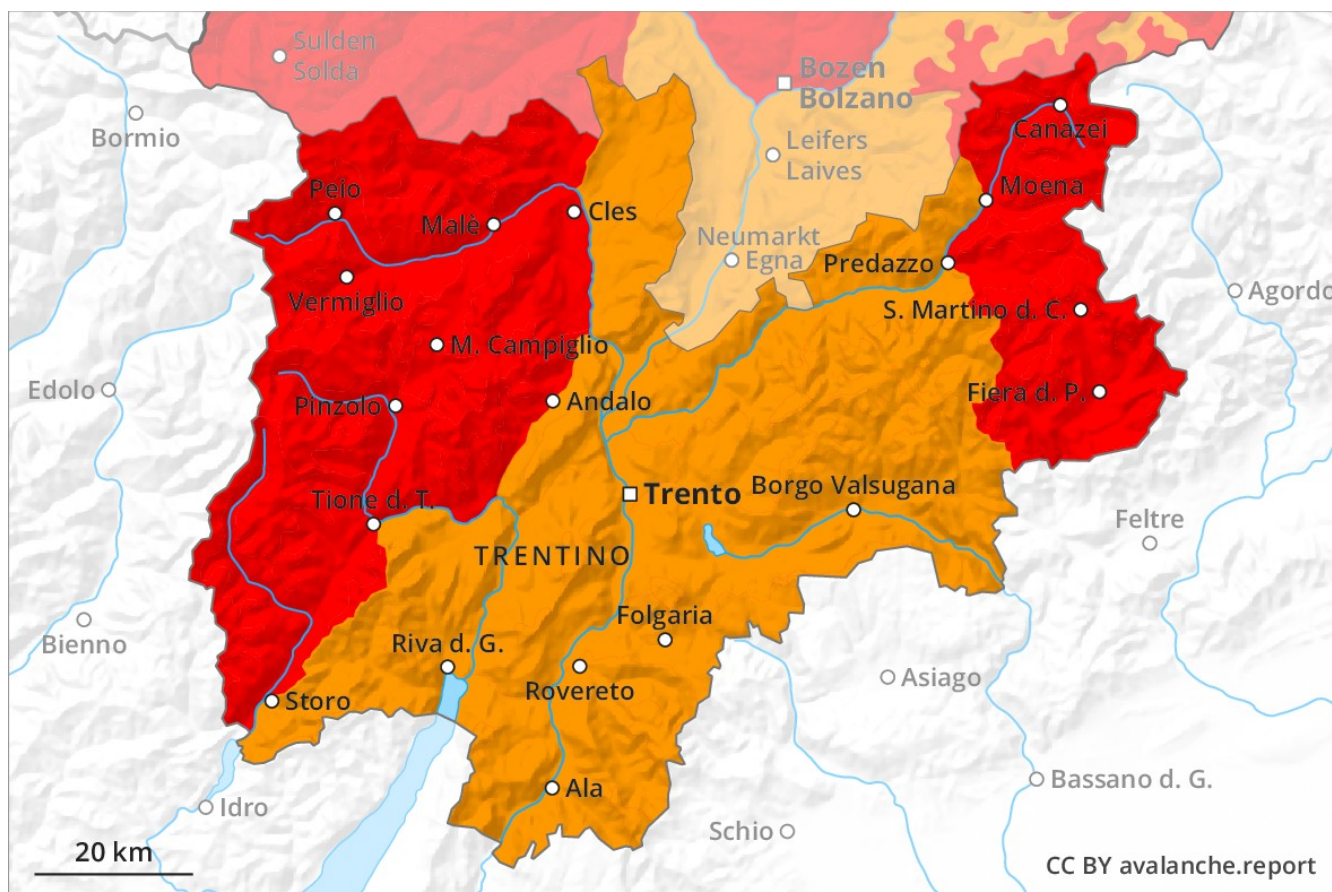 Sulden
Solda
Bozen
Bolzano
Bormio
Canazei
Leifers
Laives
Moena
Peio
Malè
Cles
Neumarkt
Egna
Predazzo
Vermiglio
S. Martino d. C.
Agordo
M. Campiglio
Edolo
Pinzolo
Andalo
Fiera d. P.
Tione d. T.
Trento
Borgo Valsugana
Feltre
TRENTINO
Bienno
Folgaria
Riva d. G.
Asiago
Rovereto
Storo
Ala
Bassano d. G.
Idro
Schio
20 km
CC BY avalanche.report